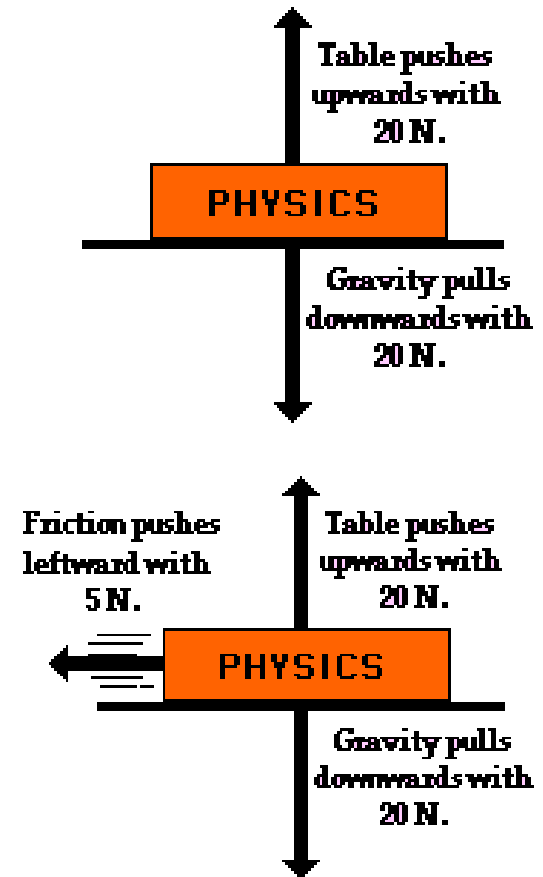 Table pushes
upwards with
20 N.
PHYSICS
Gravity pulls
downwards with
20 N.
Friction pushes
leftward with
5 N.
Table pushes
upwards with
20 N.
PHYSICS
Gravity pulls
downwards with
20 N.